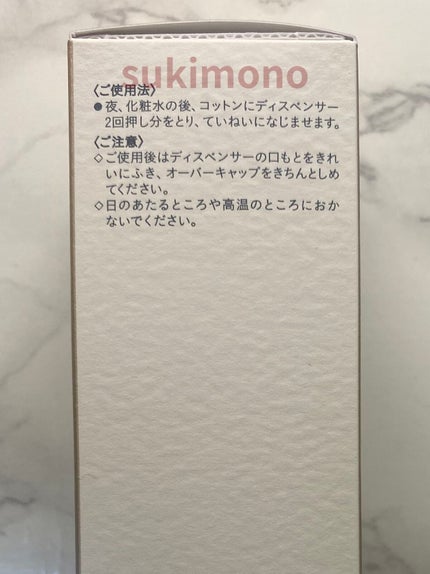 sukimono
〈ご使用法〉
●夜、化粧水の後、コットンにディスペンサー
2回押し分をとり、ていねいになじませます。
〈ご注意〉
◇ご使用後はディスペンサーの口もとをきれ
いにふき、オーバーキャップをきちんとしめ
てください。
◇日のあたるところや高温のところにおか
ないでください。